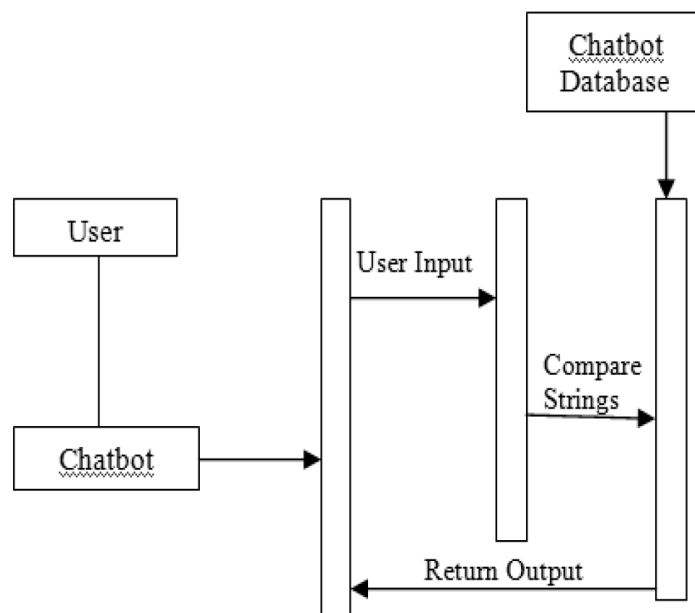 Chatbot
Database
User
User Input
Compare
Strings
Chatbot
Return Output